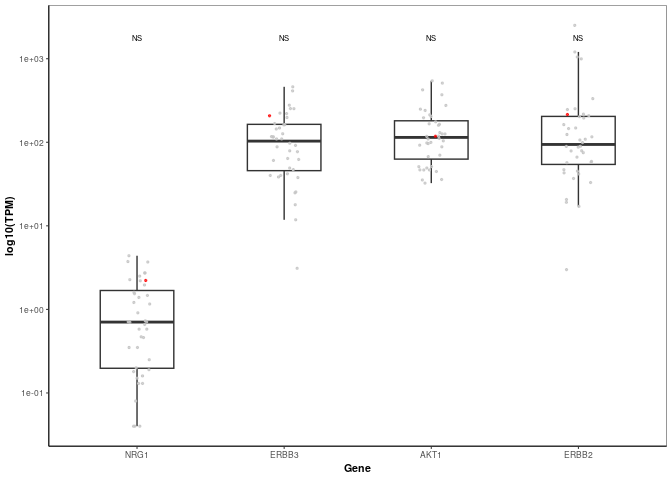 NS NS NS NS
1e+03
1e+02
1e+01
1e+00
1e-01
log10(TPM)
NRG1 ERBB3 AKT1 ERBB2
Gene